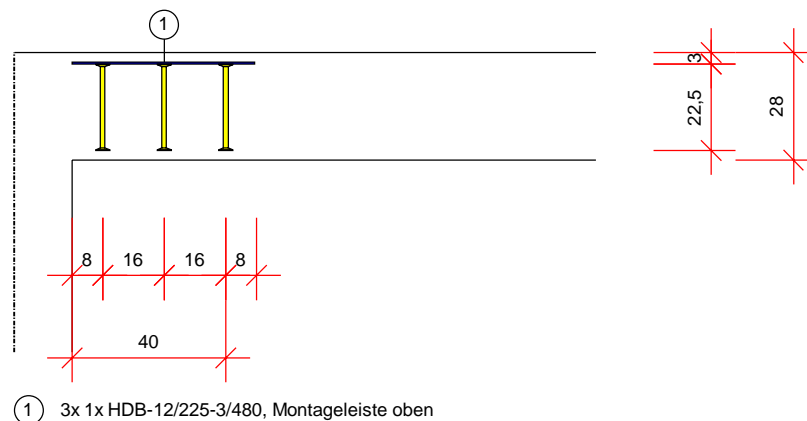 1
3
22,5
28
8 16 16 8
40
1 3x 1x HDB-12/225-3/480, Montageleiste oben